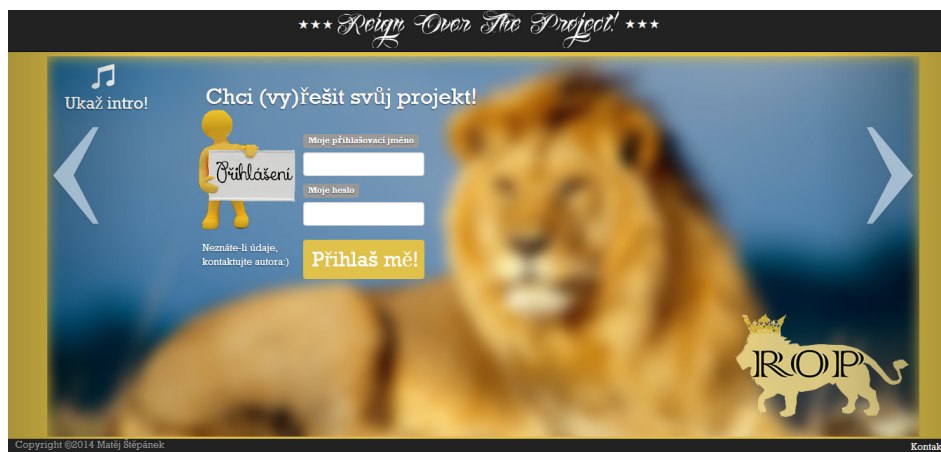 ★★★ Reign Over The Project! ★★★
Ukaž intro!
Chci (vy)řešit svůj projekt!
Přihlášení
Moje přihlašovací jméno
Moje heslo
Neznáte-li údaje,
kontaktujte autora:)
Přihlaš mě!
ROP
Copyright ©2014 Matěj Štěpánek
Kontak